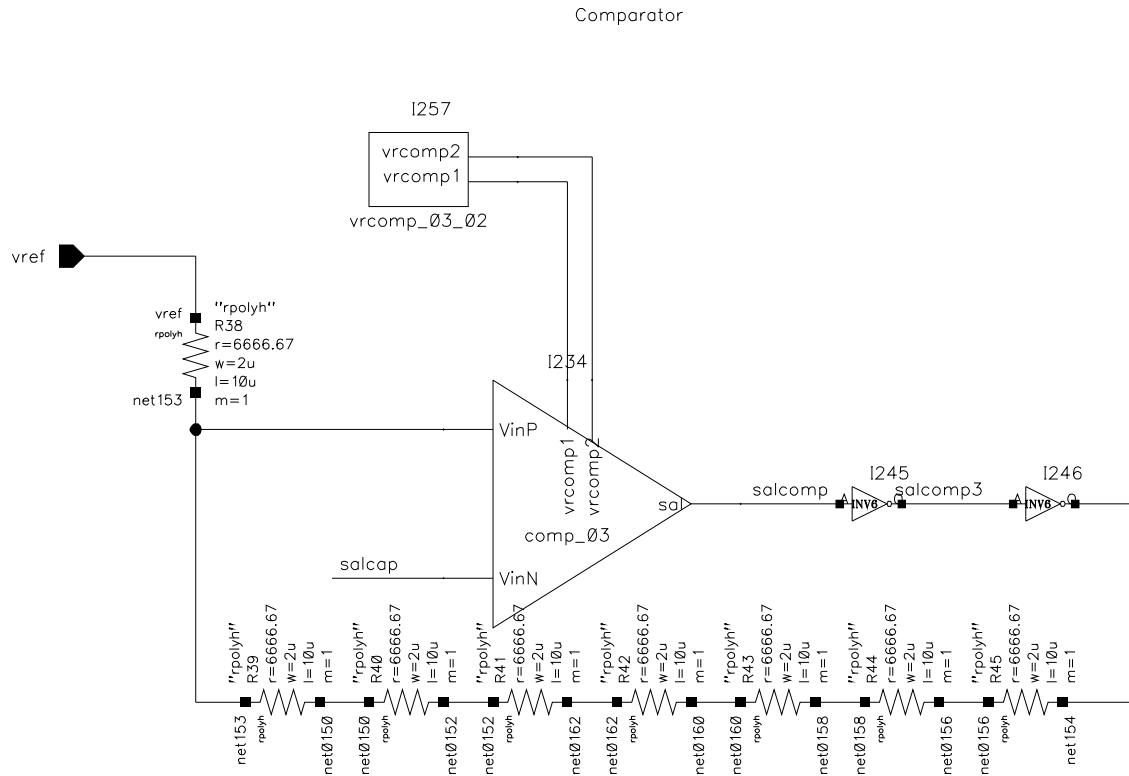 Comparator
I257
vrcomp2
vrcomp1
vrcomp_03_02
vref
vref
"rpolyh"
rpolyh
R38
r=6666.67
w=2u
l=10u
net153
m=1
I234
VinP
vrcomp1
vrcomp2
sal
comp_03
salcap
VinN
salcomp
A
I245
INV6
Q
salcomp3
A
I246
INV6
Q
"rpolyh"
R39
r=6666.67
w=2u
l=10u
m=1
net153
rpolyh
net0150
"rpolyh"
R40
r=6666.67
w=2u
l=10u
m=1
net0150
rpolyh
net0152
"rpolyh"
R41
r=6666.67
w=2u
l=10u
m=1
net0152
rpolyh
net0162
"rpolyh"
R42
r=6666.67
w=2u
l=10u
m=1
net0162
rpolyh
net0160
"rpolyh"
R43
r=6666.67
w=2u
l=10u
m=1
net0160
rpolyh
net0158
"rpolyh"
R44
r=6666.67
w=2u
l=10u
m=1
net0158
rpolyh
net0156
"rpolyh"
R45
r=6666.67
w=2u
l=10u
m=1
net0156
rpolyh
net154